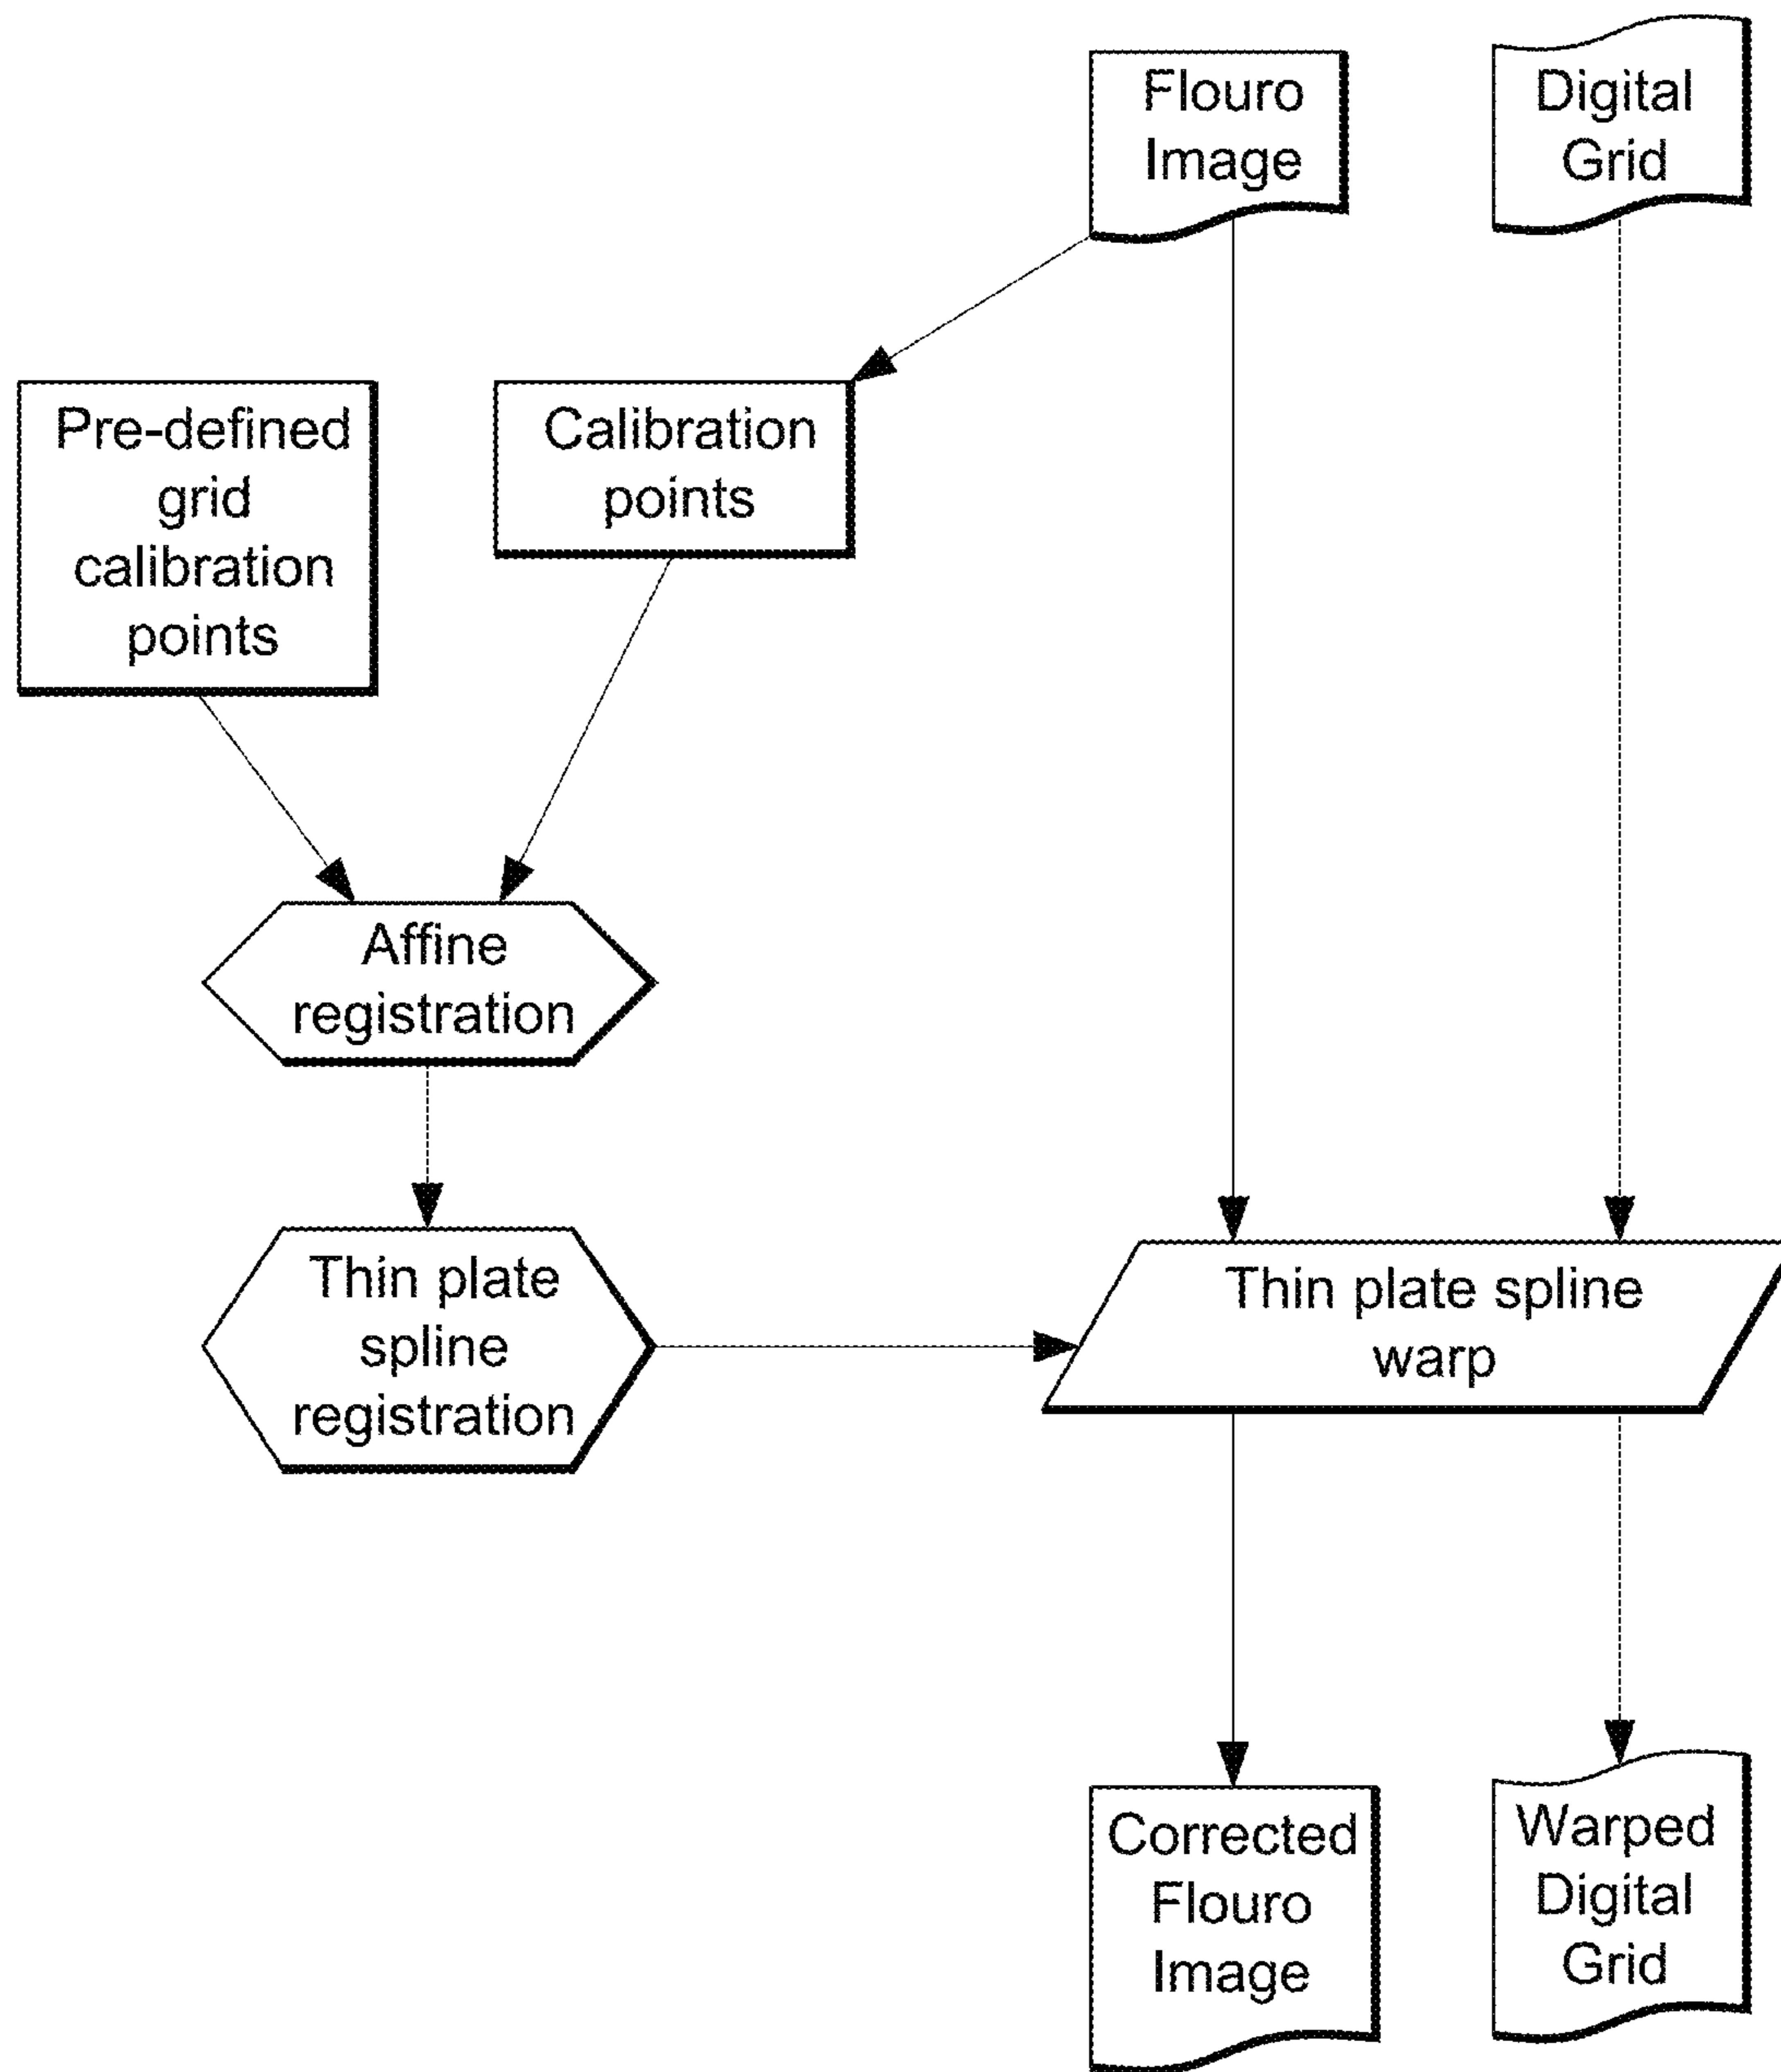 Flouro
Image
Digital
Grid
Pre-defined
grid
calibration
points
Calibration
points
Affine
registration
Thin plate
spline
registration
Thin plate spline
warp
Corrected
Flouro
Image
Warped
Digital
Grid